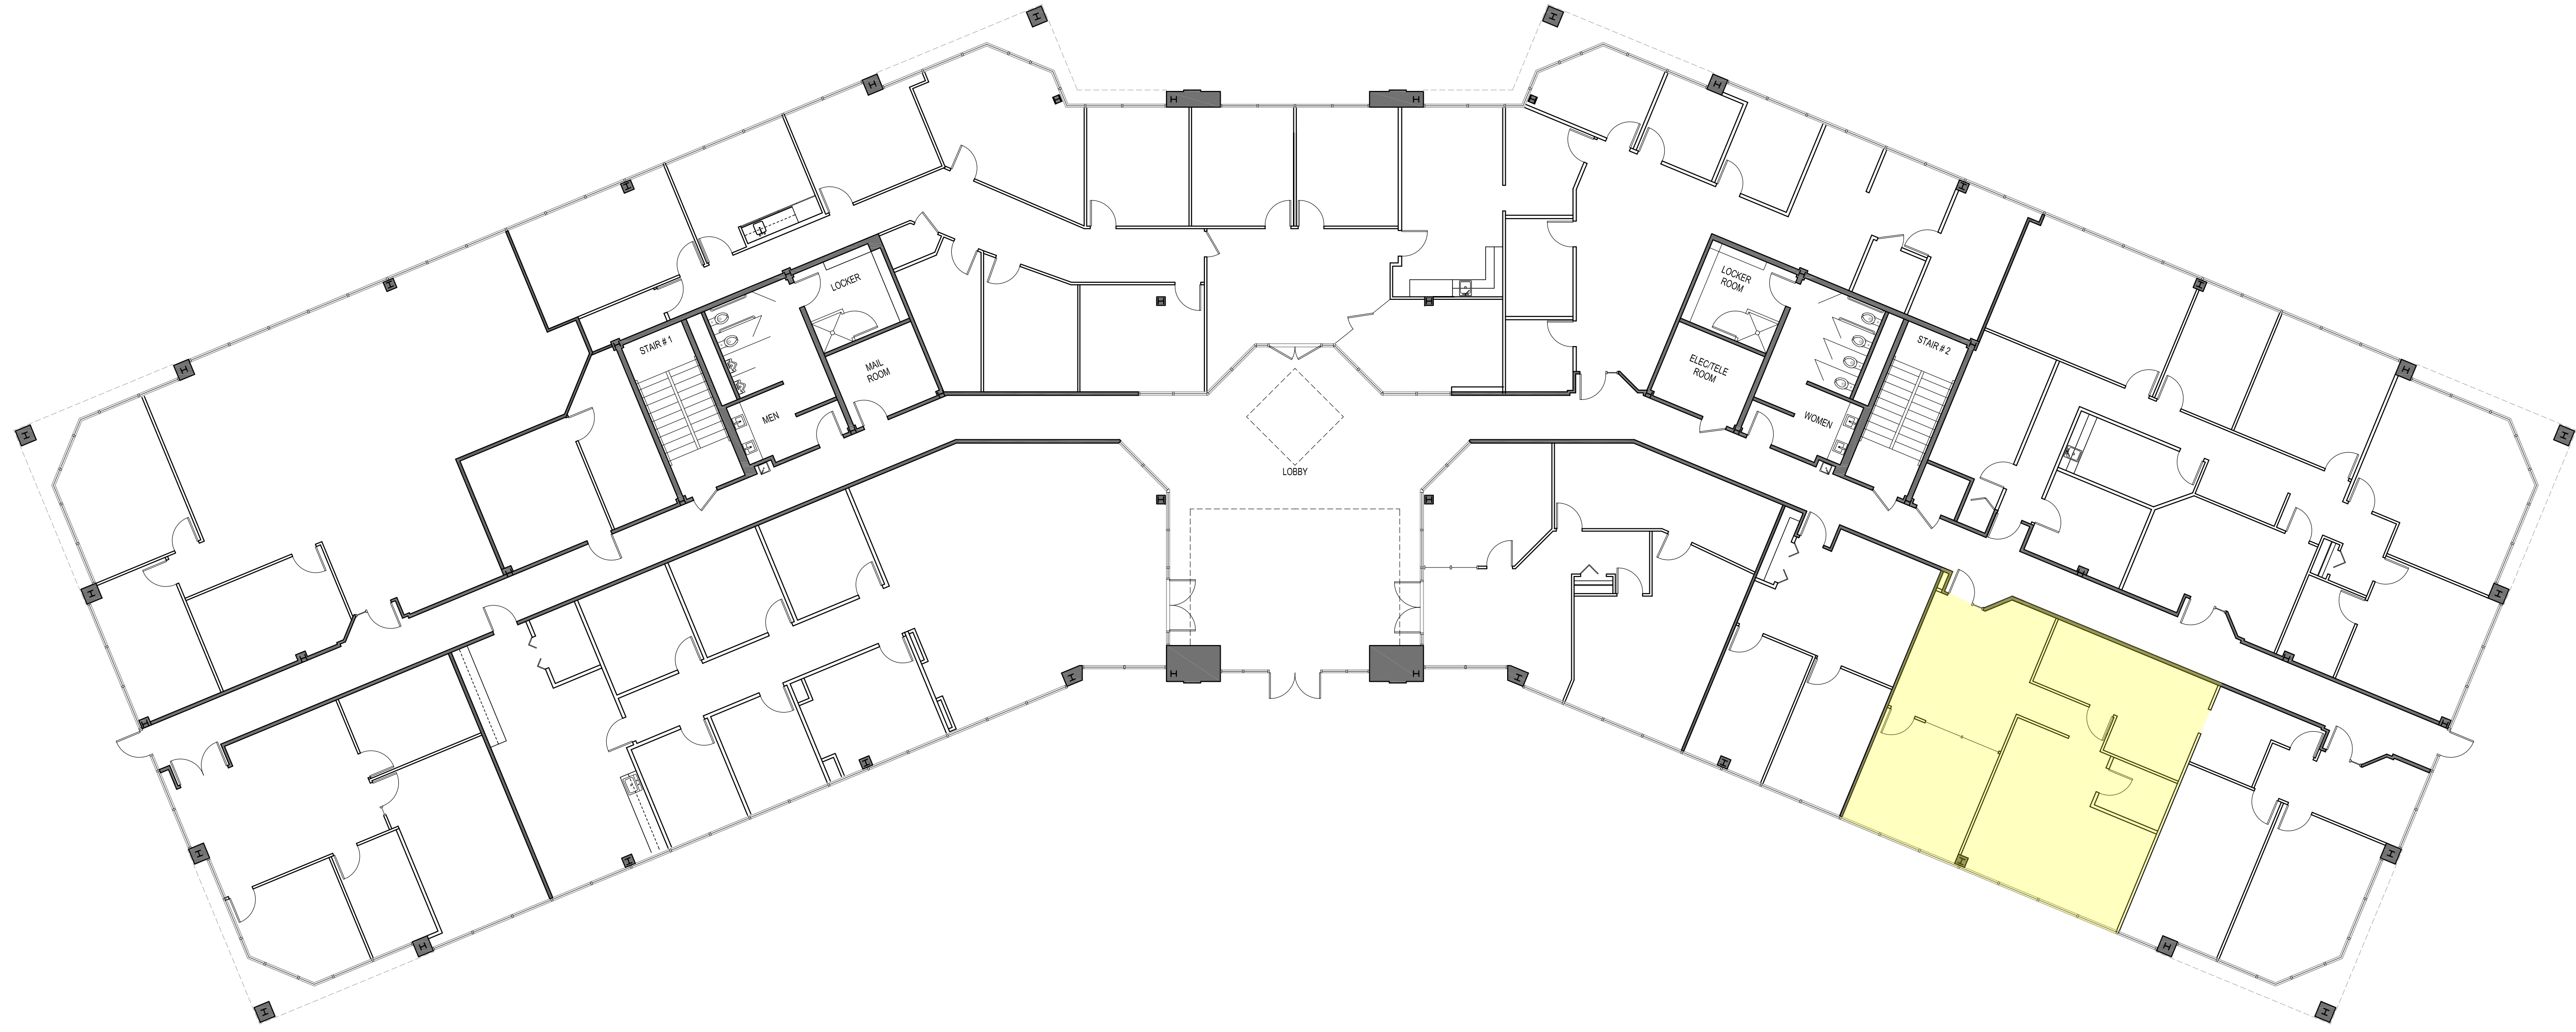 LOCKER
LOCKER
ROOM
STAIR # 1
STAIR # 2
MAIL
ROOM
ELEC/TELE
ROOM
MEN
WOMEN
LOBBY